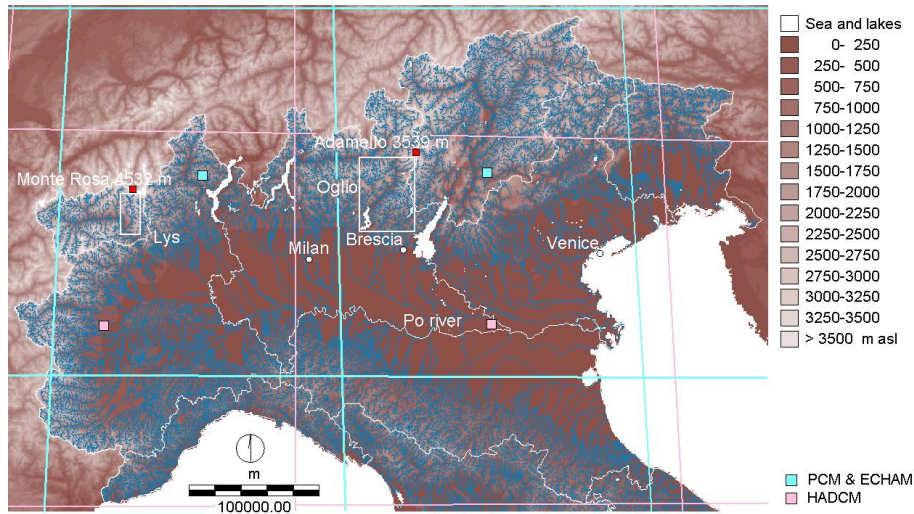 Adamello 3539 m
Monte Rosa 4532 m
Oglio
Lys
Milan
Brescia
Venice
Po river
m
100000.00
Sea and lakes
0- 250
250- 500
500- 750
750-1000
1000-1250
1250-1500
1500-1750
1750-2000
2000-2250
2250-2500
2500-2750
2750-3000
3000-3250
3250-3500
> 3500 m asl
PCM & ECHAM
HADCM